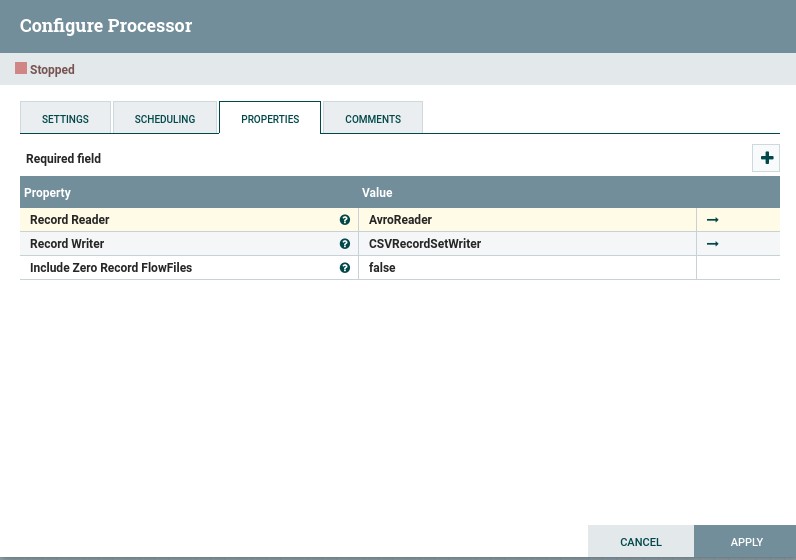 Configure Processor
Stopped
SETTINGS SCHEDULING PROPERTIES COMMENTS
Required field
Property Value
Record Reader AvroReader
Record Writer CSVRecordSetWriter
Include Zero Record FlowFiles false
CANCEL APPLY